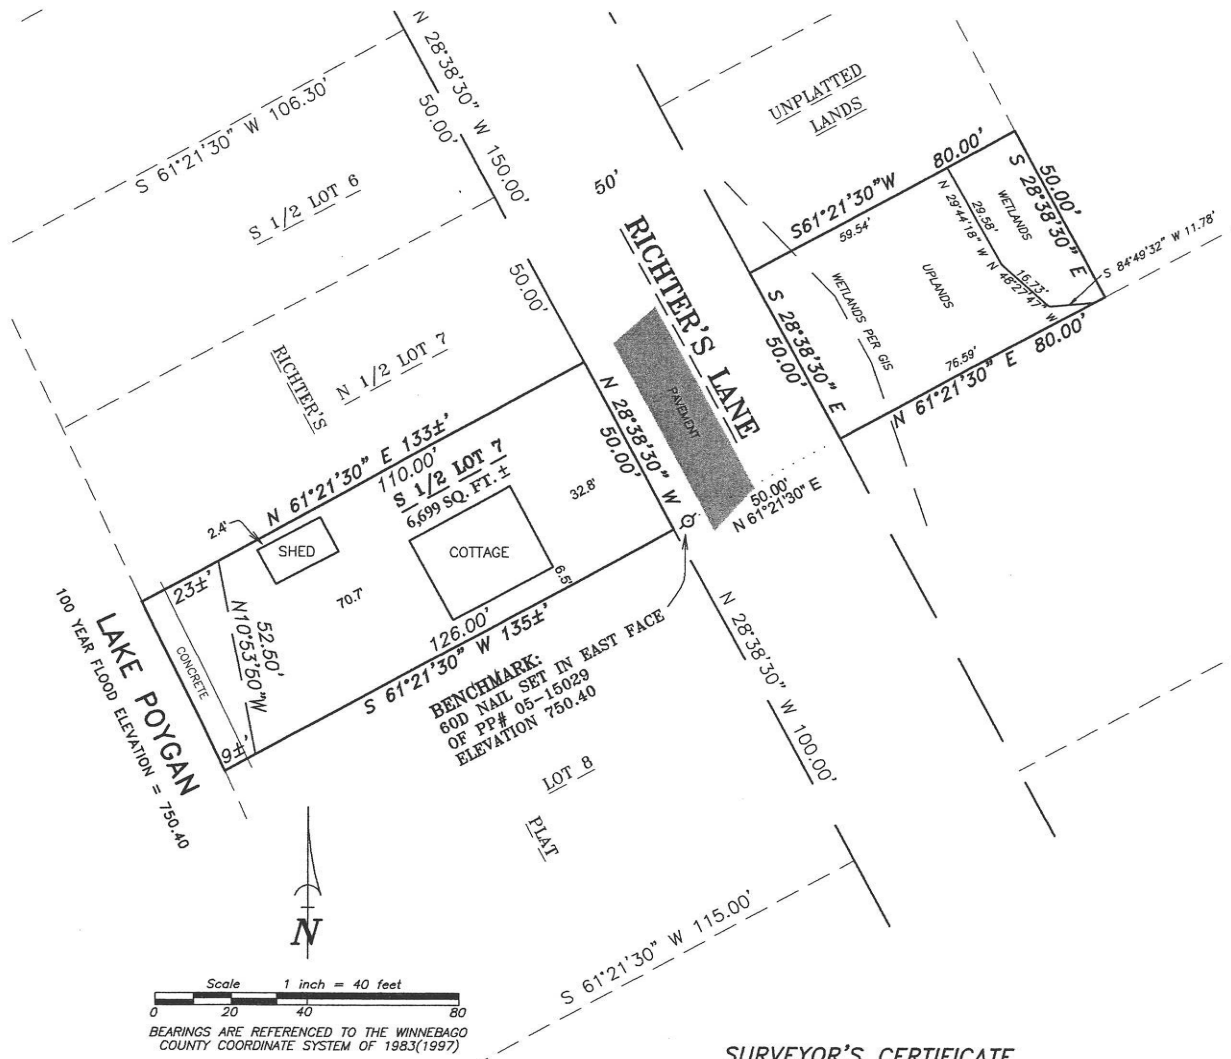 N 28°38'30" W 150.00'
50.00'
S 61°21'30" W 106.30'
S 1/2 LOT 6
UNPLATTED
LANDS
50'
RICHTER'S LANE
PAVEMENT
50.00'
S61°21'30"W 80.00'
59.54'
S 28°38'30" E
50.00'
WETLANDS
29.58'
N 29°44'18" W
16.73'
N 48°27'47" W
S 84°49'32" W 11.78'
UPLANDS
WETLANDS PER GIS
S 28°38'30" E
50.00'
76.59'
N 61°21'30" E 80.00'
RICHTER'S
N 1/2 LOT 7
N 61°21'30" E 133±'
110.00'
S 1/2 LOT 7
6,699 SQ. FT. ±
N 28°38'30" W
50.00'
50.00'
N 61°21'30" E
2.4'
SHED
COTTAGE
32.8'
6.5'
70.7'
23±'
52.50'
N10°53'50"W
CONCRETE
9±'
126.00'
S 61°21'30" W 135±'
LAKE POYGAN
100 YEAR FLOOD ELEVATION = 750.40
BENCHMARK:
60D NAIL SET IN EAST FACE
OF PP# 05-15029
ELEVATION 750.40
N 28°38'30" W 100.00'
LOT 8
PLAT
S 61°21'30" W 115.00'
N
Scale 1 inch = 40 feet
0 20 40 80
BEARINGS ARE REFERENCED TO THE WINNEBAGO
COUNTY COORDINATE SYSTEM OF 1983(1997)
SURVEYOR'S CERTIFICATE